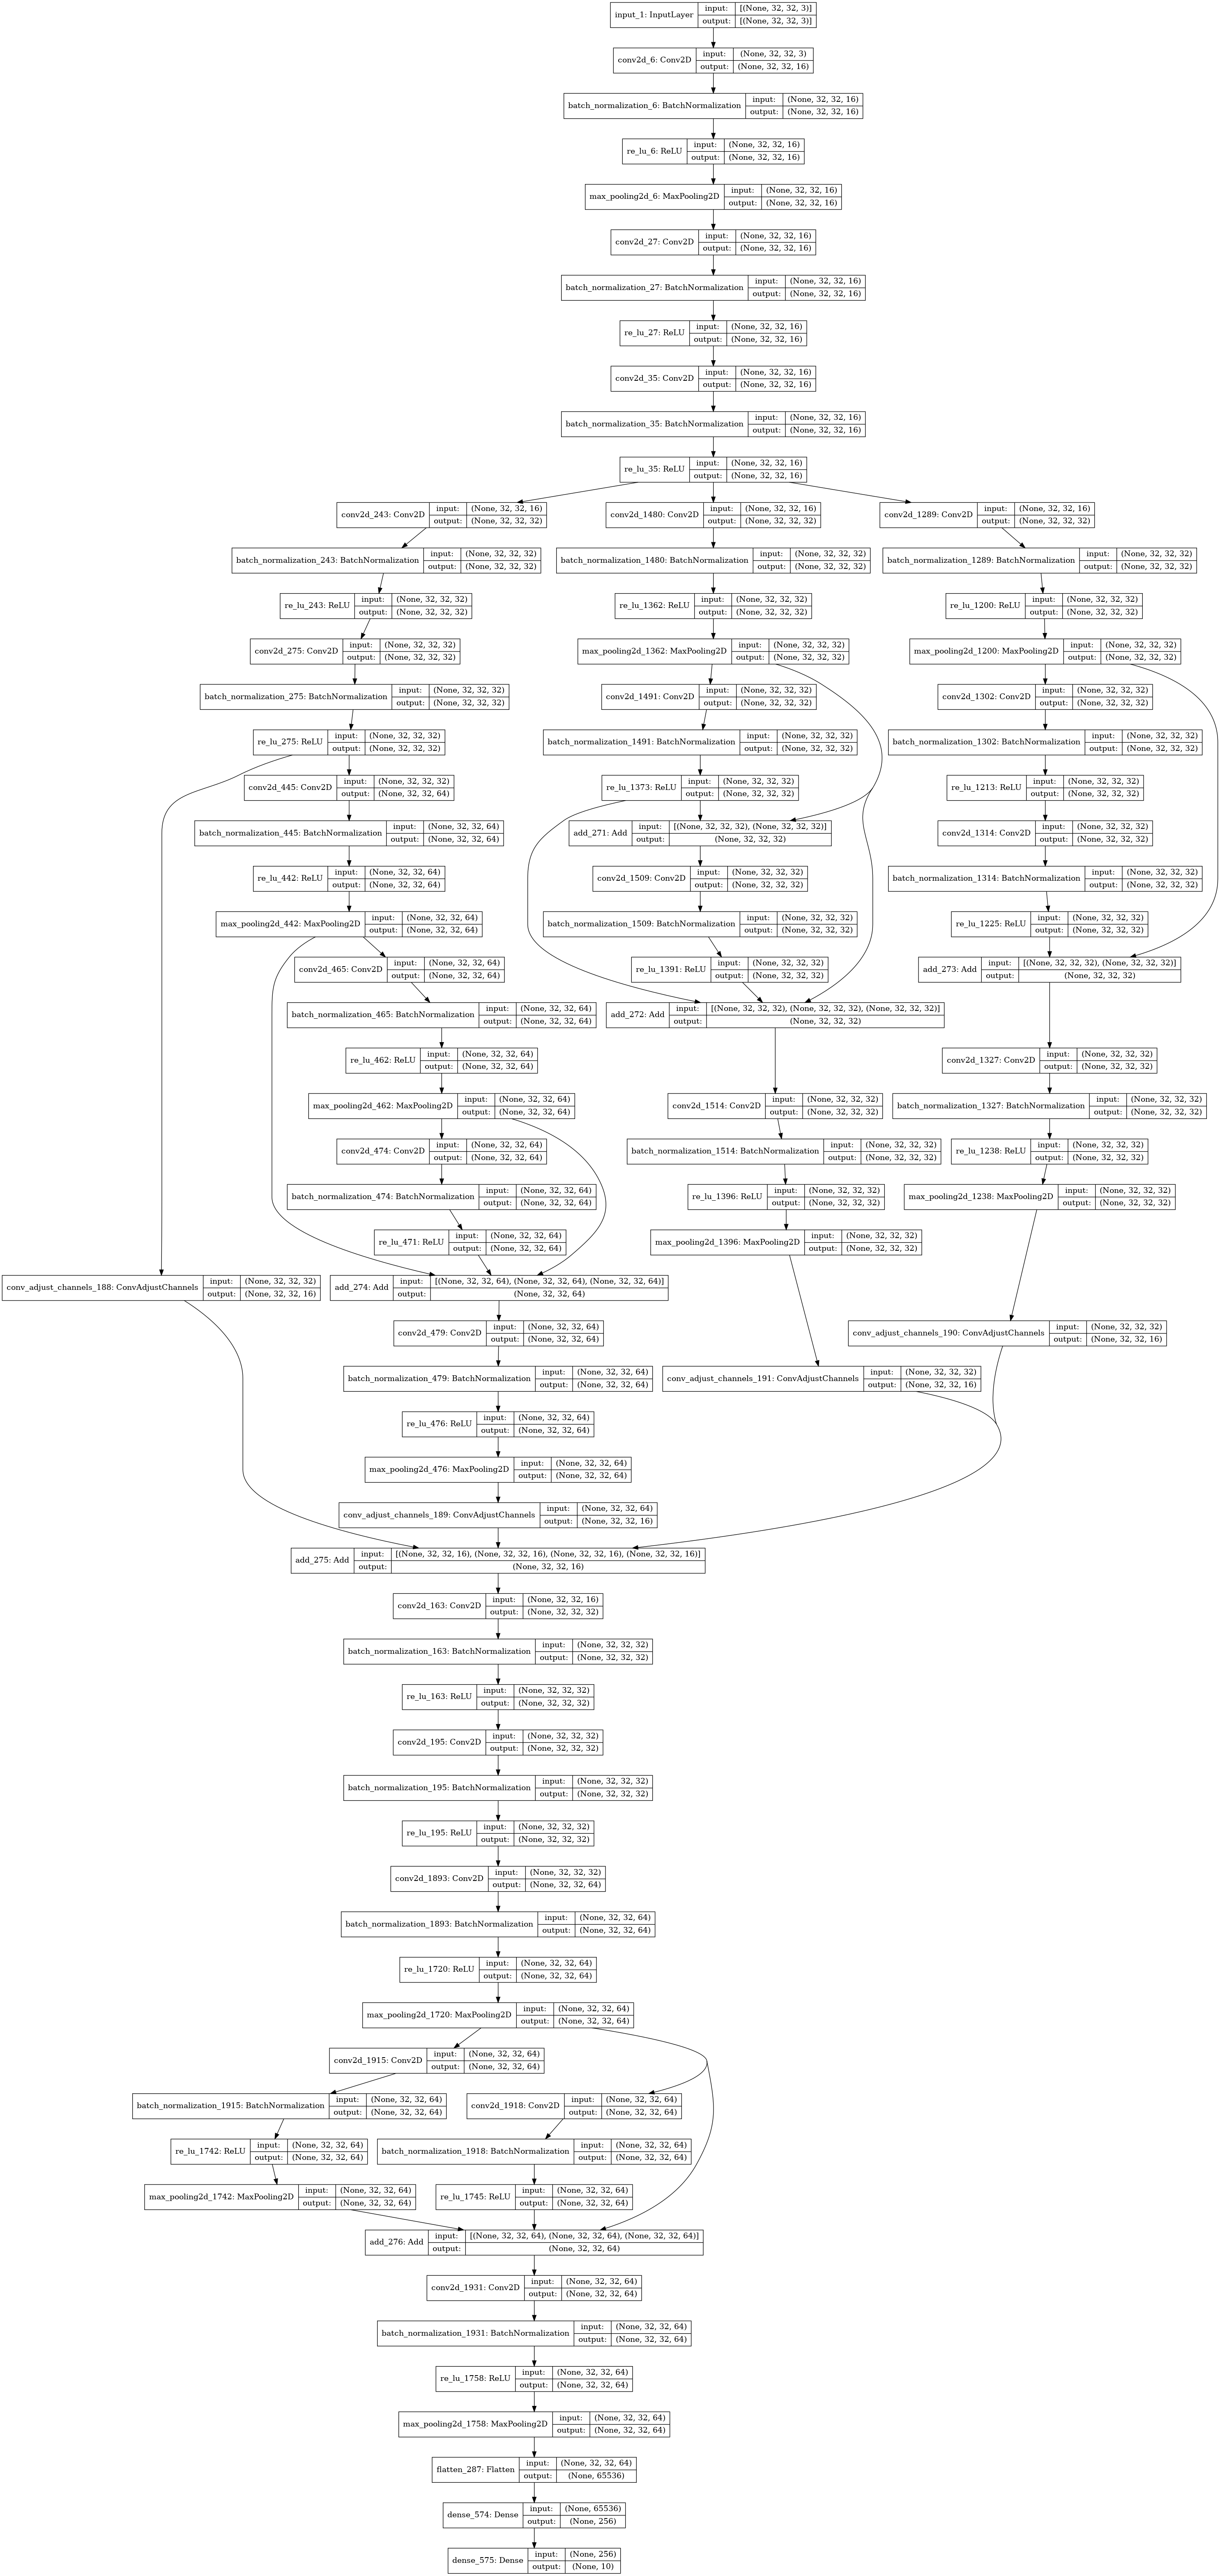 input_1: InputLayer
input: [(None, 32, 32, 3)]
output: [(None, 32, 32, 3)]
conv2d_6: Conv2D
input: (None, 32, 32, 3)
output: (None, 32, 32, 16)
batch_normalization_6: BatchNormalization
input: (None, 32, 32, 16)
output: (None, 32, 32, 16)
re_lu_6: ReLU
input: (None, 32, 32, 16)
output: (None, 32, 32, 16)
max_pooling2d_6: MaxPooling2D
input: (None, 32, 32, 16)
output: (None, 32, 32, 16)
conv2d_27: Conv2D
input: (None, 32, 32, 16)
output: (None, 32, 32, 16)
batch_normalization_27: BatchNormalization
input: (None, 32, 32, 16)
output: (None, 32, 32, 16)
re_lu_27: ReLU
input: (None, 32, 32, 16)
output: (None, 32, 32, 16)
conv2d_35: Conv2D
input: (None, 32, 32, 16)
output: (None, 32, 32, 16)
batch_normalization_35: BatchNormalization
input: (None, 32, 32, 16)
output: (None, 32, 32, 16)
re_lu_35: ReLU
input: (None, 32, 32, 16)
output: (None, 32, 32, 16)
conv2d_243: Conv2D
input: (None, 32, 32, 16)
output: (None, 32, 32, 32)
conv2d_1480: Conv2D
input: (None, 32, 32, 16)
output: (None, 32, 32, 32)
conv2d_1289: Conv2D
input: (None, 32, 32, 16)
output: (None, 32, 32, 32)
batch_normalization_243: BatchNormalization
input: (None, 32, 32, 32)
output: (None, 32, 32, 32)
batch_normalization_1480: BatchNormalization
input: (None, 32, 32, 32)
output: (None, 32, 32, 32)
batch_normalization_1289: BatchNormalization
input: (None, 32, 32, 32)
output: (None, 32, 32, 32)
re_lu_243: ReLU
input: (None, 32, 32, 32)
output: (None, 32, 32, 32)
re_lu_1362: ReLU
input: (None, 32, 32, 32)
output: (None, 32, 32, 32)
re_lu_1200: ReLU
input: (None, 32, 32, 32)
output: (None, 32, 32, 32)
conv2d_275: Conv2D
input: (None, 32, 32, 32)
output: (None, 32, 32, 32)
max_pooling2d_1362: MaxPooling2D
input: (None, 32, 32, 32)
output: (None, 32, 32, 32)
max_pooling2d_1200: MaxPooling2D
input: (None, 32, 32, 32)
output: (None, 32, 32, 32)
batch_normalization_275: BatchNormalization
input: (None, 32, 32, 32)
output: (None, 32, 32, 32)
conv2d_1491: Conv2D
input: (None, 32, 32, 32)
output: (None, 32, 32, 32)
conv2d_1302: Conv2D
input: (None, 32, 32, 32)
output: (None, 32, 32, 32)
re_lu_275: ReLU
input: (None, 32, 32, 32)
output: (None, 32, 32, 32)
batch_normalization_1491: BatchNormalization
input: (None, 32, 32, 32)
output: (None, 32, 32, 32)
batch_normalization_1302: BatchNormalization
input: (None, 32, 32, 32)
output: (None, 32, 32, 32)
conv2d_445: Conv2D
input: (None, 32, 32, 32)
output: (None, 32, 32, 64)
re_lu_1373: ReLU
input: (None, 32, 32, 32)
output: (None, 32, 32, 32)
re_lu_1213: ReLU
input: (None, 32, 32, 32)
output: (None, 32, 32, 32)
batch_normalization_445: BatchNormalization
input: (None, 32, 32, 64)
output: (None, 32, 32, 64)
add_271: Add
input: [(None, 32, 32, 32), (None, 32, 32, 32)]
output: (None, 32, 32, 32)
conv2d_1314: Conv2D
input: (None, 32, 32, 32)
output: (None, 32, 32, 32)
re_lu_442: ReLU
input: (None, 32, 32, 64)
output: (None, 32, 32, 64)
conv2d_1509: Conv2D
input: (None, 32, 32, 32)
output: (None, 32, 32, 32)
batch_normalization_1314: BatchNormalization
input: (None, 32, 32, 32)
output: (None, 32, 32, 32)
max_pooling2d_442: MaxPooling2D
input: (None, 32, 32, 64)
output: (None, 32, 32, 64)
batch_normalization_1509: BatchNormalization
input: (None, 32, 32, 32)
output: (None, 32, 32, 32)
re_lu_1225: ReLU
input: (None, 32, 32, 32)
output: (None, 32, 32, 32)
conv2d_465: Conv2D
input: (None, 32, 32, 64)
output: (None, 32, 32, 64)
re_lu_1391: ReLU
input: (None, 32, 32, 32)
output: (None, 32, 32, 32)
add_273: Add
input: [(None, 32, 32, 32), (None, 32, 32, 32)]
output: (None, 32, 32, 32)
batch_normalization_465: BatchNormalization
input: (None, 32, 32, 64)
output: (None, 32, 32, 64)
add_272: Add
input: [(None, 32, 32, 32), (None, 32, 32, 32), (None, 32, 32, 32)]
output: (None, 32, 32, 32)
re_lu_462: ReLU
input: (None, 32, 32, 64)
output: (None, 32, 32, 64)
conv2d_1327: Conv2D
input: (None, 32, 32, 32)
output: (None, 32, 32, 32)
max_pooling2d_462: MaxPooling2D
input: (None, 32, 32, 64)
output: (None, 32, 32, 64)
conv2d_1514: Conv2D
input: (None, 32, 32, 32)
output: (None, 32, 32, 32)
batch_normalization_1327: BatchNormalization
input: (None, 32, 32, 32)
output: (None, 32, 32, 32)
conv2d_474: Conv2D
input: (None, 32, 32, 64)
output: (None, 32, 32, 64)
batch_normalization_1514: BatchNormalization
input: (None, 32, 32, 32)
output: (None, 32, 32, 32)
re_lu_1238: ReLU
input: (None, 32, 32, 32)
output: (None, 32, 32, 32)
batch_normalization_474: BatchNormalization
input: (None, 32, 32, 64)
output: (None, 32, 32, 64)
re_lu_1396: ReLU
input: (None, 32, 32, 32)
output: (None, 32, 32, 32)
max_pooling2d_1238: MaxPooling2D
input: (None, 32, 32, 32)
output: (None, 32, 32, 32)
re_lu_471: ReLU
input: (None, 32, 32, 64)
output: (None, 32, 32, 64)
max_pooling2d_1396: MaxPooling2D
input: (None, 32, 32, 32)
output: (None, 32, 32, 32)
conv_adjust_channels_188: ConvAdjustChannels
input: (None, 32, 32, 32)
output: (None, 32, 32, 16)
add_274: Add
input: [(None, 32, 32, 64), (None, 32, 32, 64), (None, 32, 32, 64)]
output: (None, 32, 32, 64)
conv2d_479: Conv2D
input: (None, 32, 32, 64)
output: (None, 32, 32, 64)
conv_adjust_channels_190: ConvAdjustChannels
input: (None, 32, 32, 32)
output: (None, 32, 32, 16)
batch_normalization_479: BatchNormalization
input: (None, 32, 32, 64)
output: (None, 32, 32, 64)
conv_adjust_channels_191: ConvAdjustChannels
input: (None, 32, 32, 32)
output: (None, 32, 32, 16)
re_lu_476: ReLU
input: (None, 32, 32, 64)
output: (None, 32, 32, 64)
max_pooling2d_476: MaxPooling2D
input: (None, 32, 32, 64)
output: (None, 32, 32, 64)
conv_adjust_channels_189: ConvAdjustChannels
input: (None, 32, 32, 64)
output: (None, 32, 32, 16)
add_275: Add
input: [(None, 32, 32, 16), (None, 32, 32, 16), (None, 32, 32, 16), (None, 32, 32, 16)]
output: (None, 32, 32, 16)
conv2d_163: Conv2D
input: (None, 32, 32, 16)
output: (None, 32, 32, 32)
batch_normalization_163: BatchNormalization
input: (None, 32, 32, 32)
output: (None, 32, 32, 32)
re_lu_163: ReLU
input: (None, 32, 32, 32)
output: (None, 32, 32, 32)
conv2d_195: Conv2D
input: (None, 32, 32, 32)
output: (None, 32, 32, 32)
batch_normalization_195: BatchNormalization
input: (None, 32, 32, 32)
output: (None, 32, 32, 32)
re_lu_195: ReLU
input: (None, 32, 32, 32)
output: (None, 32, 32, 32)
conv2d_1893: Conv2D
input: (None, 32, 32, 32)
output: (None, 32, 32, 64)
batch_normalization_1893: BatchNormalization
input: (None, 32, 32, 64)
output: (None, 32, 32, 64)
re_lu_1720: ReLU
input: (None, 32, 32, 64)
output: (None, 32, 32, 64)
max_pooling2d_1720: MaxPooling2D
input: (None, 32, 32, 64)
output: (None, 32, 32, 64)
conv2d_1915: Conv2D
input: (None, 32, 32, 64)
output: (None, 32, 32, 64)
batch_normalization_1915: BatchNormalization
input: (None, 32, 32, 64)
output: (None, 32, 32, 64)
conv2d_1918: Conv2D
input: (None, 32, 32, 64)
output: (None, 32, 32, 64)
re_lu_1742: ReLU
input: (None, 32, 32, 64)
output: (None, 32, 32, 64)
batch_normalization_1918: BatchNormalization
input: (None, 32, 32, 64)
output: (None, 32, 32, 64)
max_pooling2d_1742: MaxPooling2D
input: (None, 32, 32, 64)
output: (None, 32, 32, 64)
re_lu_1745: ReLU
input: (None, 32, 32, 64)
output: (None, 32, 32, 64)
add_276: Add
input: [(None, 32, 32, 64), (None, 32, 32, 64), (None, 32, 32, 64)]
output: (None, 32, 32, 64)
conv2d_1931: Conv2D
input: (None, 32, 32, 64)
output: (None, 32, 32, 64)
batch_normalization_1931: BatchNormalization
input: (None, 32, 32, 64)
output: (None, 32, 32, 64)
re_lu_1758: ReLU
input: (None, 32, 32, 64)
output: (None, 32, 32, 64)
max_pooling2d_1758: MaxPooling2D
input: (None, 32, 32, 64)
output: (None, 32, 32, 64)
flatten_287: Flatten
input: (None, 32, 32, 64)
output: (None, 65536)
dense_574: Dense
input: (None, 65536)
output: (None, 256)
dense_575: Dense
input: (None, 256)
output: (None, 10)